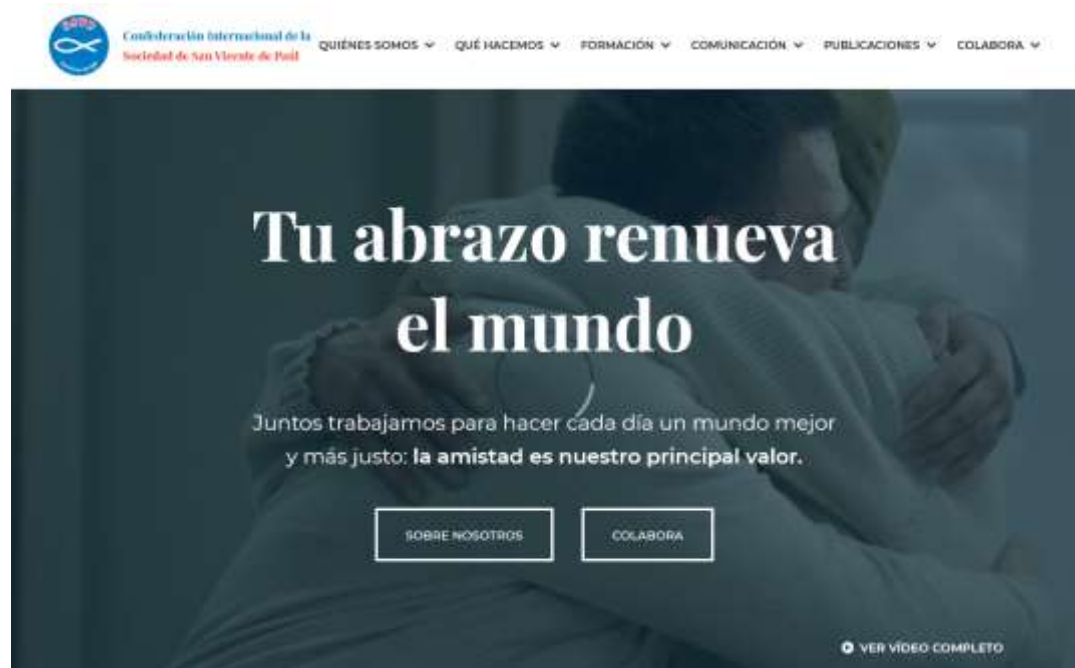 SSVP
Confederación Internacional de la
Sociedad de San Vicente de Paúl
QUIÉNES SOMOS
QUÉ HACEMOS
FORMACIÓN
COMUNICACIÓN
PUBLICACIONES
COLABORA
Tu abrazo renueva
el mundo
Juntos trabajamos para hacer cada día un mundo mejor
y más justo: la amistad es nuestro principal valor.
SOBRE NOSOTROS
COLABORA
VER VÍDEO COMPLETO